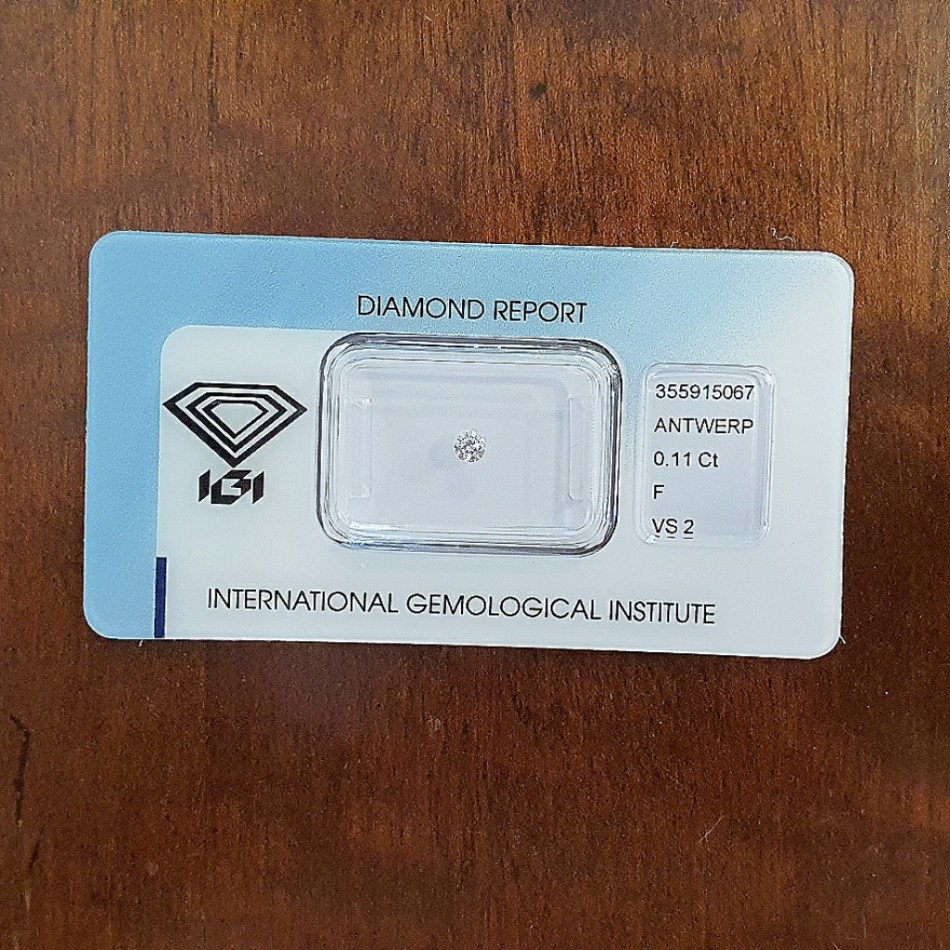 DIAMOND REPORT
IGI
355915067
ANTWERP
0.11 Ct
F
VS 2
INTERNATIONAL GEMOLOGICAL INSTITUTE